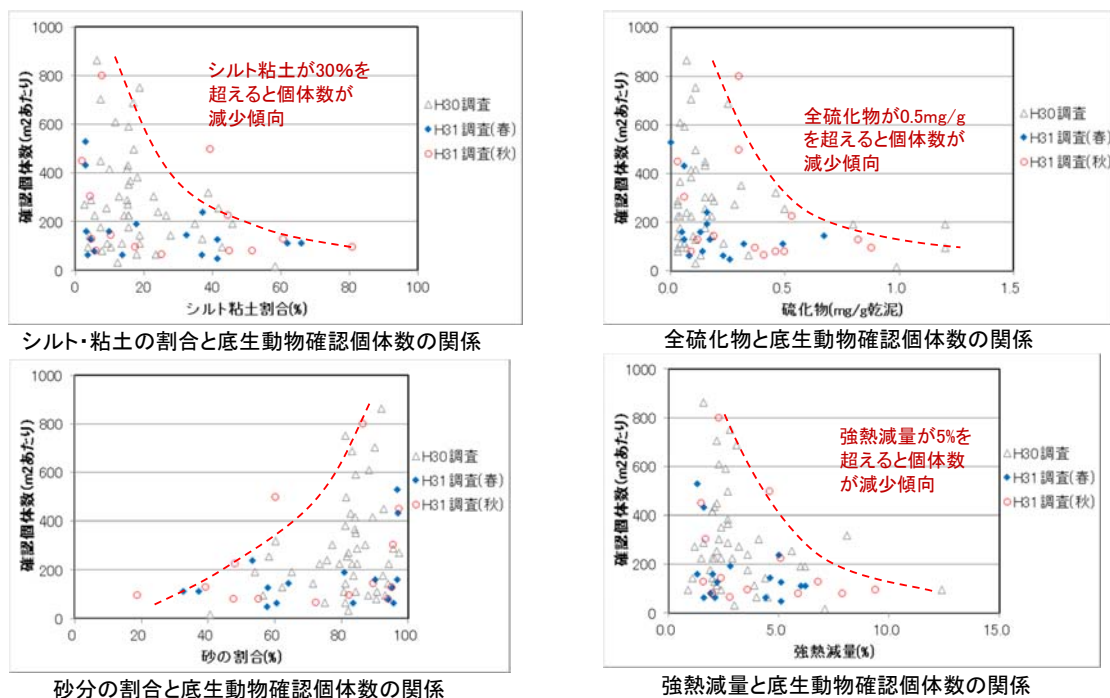 1000
800
600
400
200
0
0
20
40
60
80
100
確認個体数(m2あたり)
シルト粘土割合(%)
シルト粘土が30%を
超えると個体数が
減少傾向
H30調査
H31調査(春)
H31調査(秋)
シルト・粘土の割合と底生動物確認個体数の関係
1000
800
600
400
200
0
0.0
0.5
1.0
1.5
確認個体数(m2あたり)
硫化物(mg/g乾泥)
全硫化物が0.5mg/g
を超えると個体数が
減少傾向
H30調査
H31調査(春)
H31調査(秋)
全硫化物と底生動物確認個体数の関係
1000
800
600
400
200
0
0
20
40
60
80
100
確認個体数(m2あたり)
砂の割合(%)
H30調査
H31調査(春)
H31調査(秋)
砂分の割合と底生動物確認個体数の関係
1000
800
600
400
200
0
0.0
5.0
10.0
15.0
確認個体数(m2あたり)
強熱減量(%)
強熱減量が5%を
超えると個体数
が減少傾向
H30調査
H31調査(春)
H31調査(秋)
強熱減量と底生動物確認個体数の関係